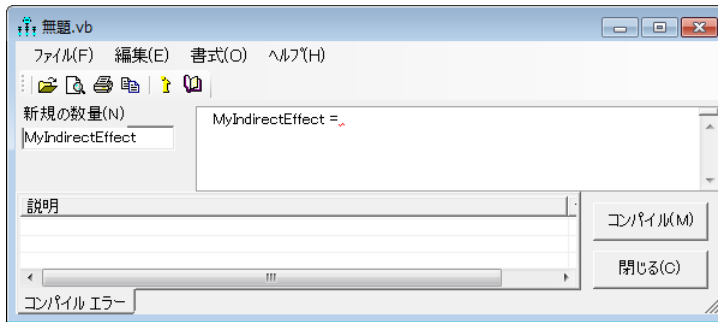 無題.vb
ファイル(F) 編集(E) 書式(O) ヘルプ(H)
新規の数量(N)
MyIndirectEffect
MyIndirectEffect =
説明
コンパイル(M)
閉じる(C)
コンパイル エラー